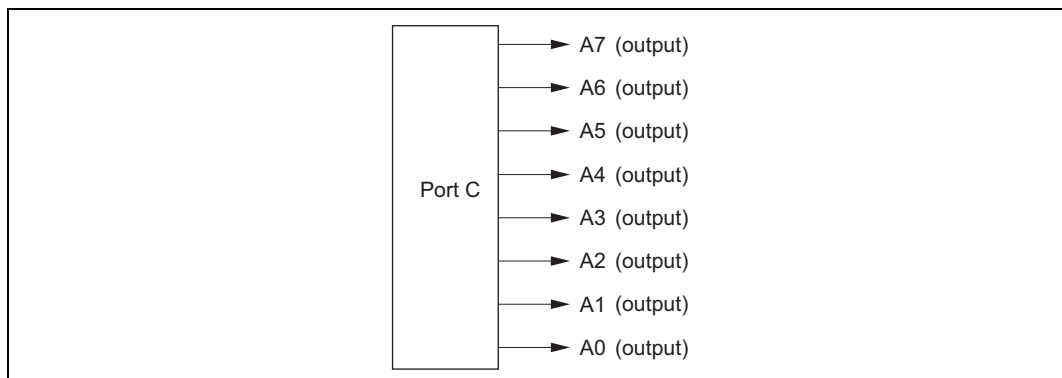 A7 (output)
A6 (output)
A5 (output)
A4 (output)
Port C
A3 (output)
A2 (output)
A1 (output)
A0 (output)